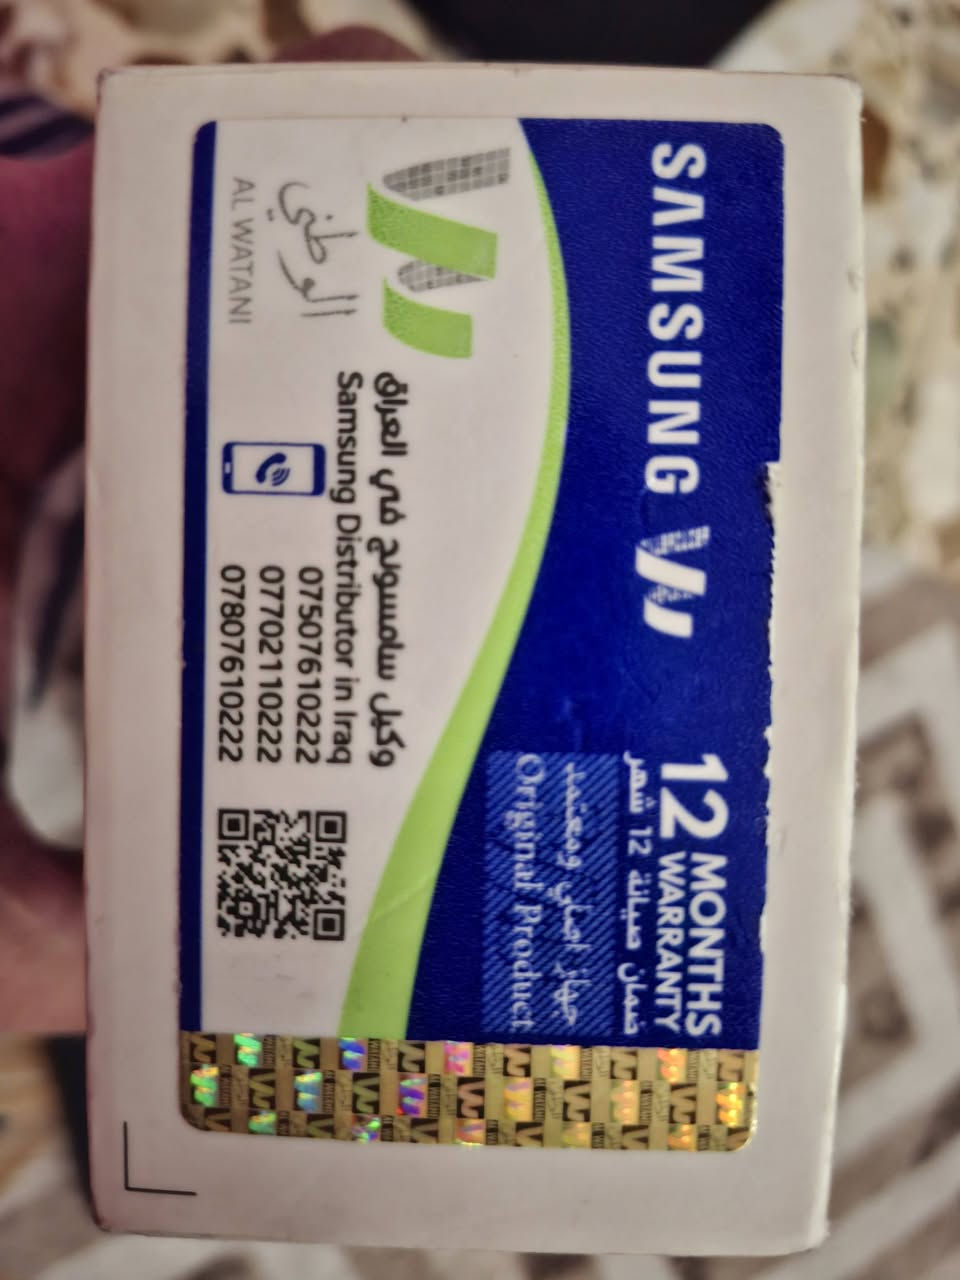 SAMSUNG
12 MONTHS
WARRANTY
ضمان صيانة 12 شهر
جهاز اصلي ومعتمد
Original Product
الوطني
AL WATANI
وكيل سامسونج في العراق
Samsung Distributor in Iraq
07507610222
07702110222
07807610222